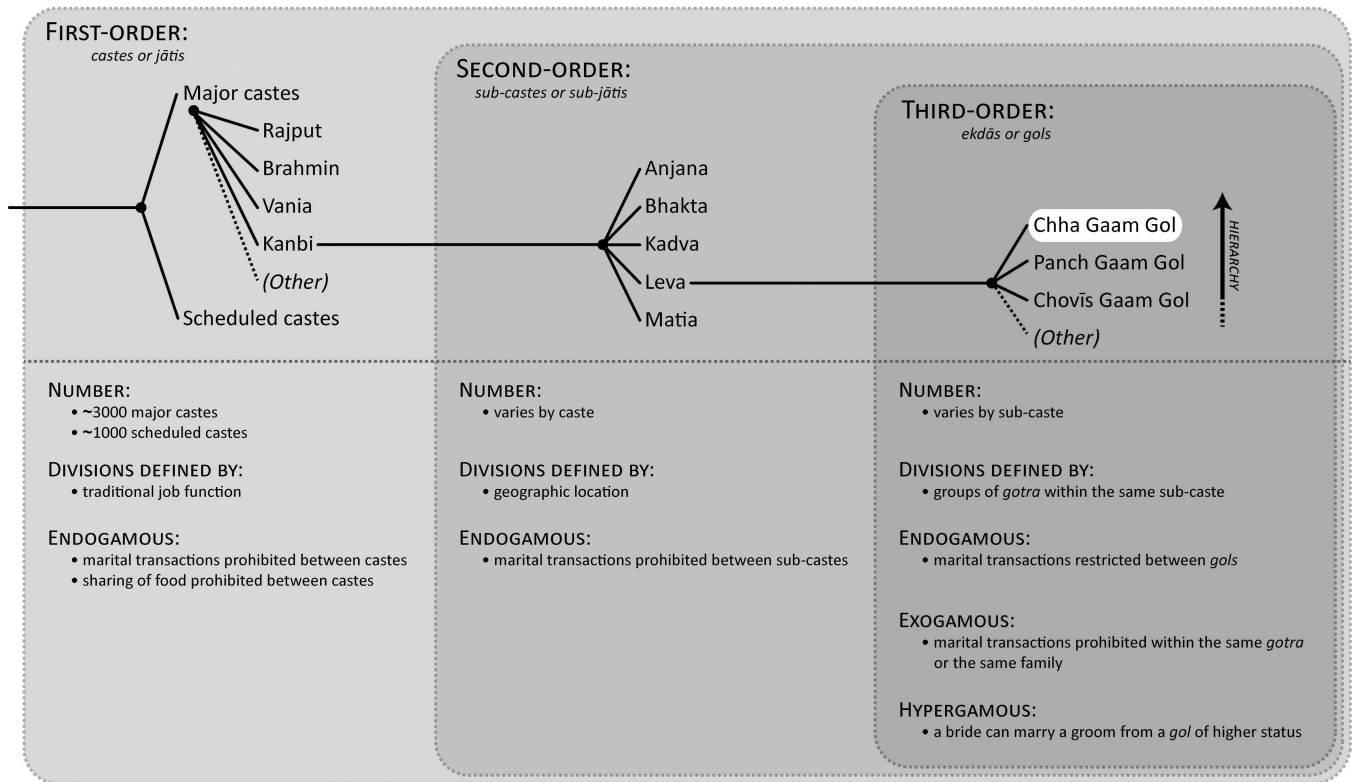 FIRST-ORDER:
castes or jātis
Major castes
Rajput
Brahmin
Vania
Kanbi
(Other)
Scheduled castes
NUMBER:
• ~3000 major castes
• ~1000 scheduled castes
DIVISIONS DEFINED BY:
• traditional job function
ENDOGAMOUS:
• marital transactions prohibited between castes
• sharing of food prohibited between castes
SECOND-ORDER:
sub-castes or sub-jātis
Anjana
Bhakta
Kadva
Leva
Matia
NUMBER:
• varies by caste
DIVISIONS DEFINED BY:
• geographic location
ENDOGAMOUS:
• marital transactions prohibited between sub-castes
THIRD-ORDER:
ekdās or gols
Chha Gaam Gol
Panch Gaam Gol
Chovīs Gaam Gol
(Other)
HIERARCHY
NUMBER:
• varies by sub-caste
DIVISIONS DEFINED BY:
• groups of gotra within the same sub-caste
ENDOGAMOUS:
• marital transactions restricted between gols
EXOGAMOUS:
• marital transactions prohibited within the same gotra
or the same family
HYPERGAMOUS:
• a bride can marry a groom from a gol of higher status